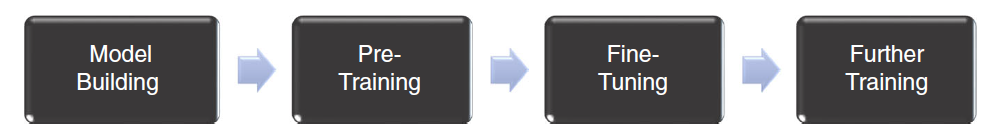 Model
Building
Pre-
Training
Fine-
Tuning
Further
Training